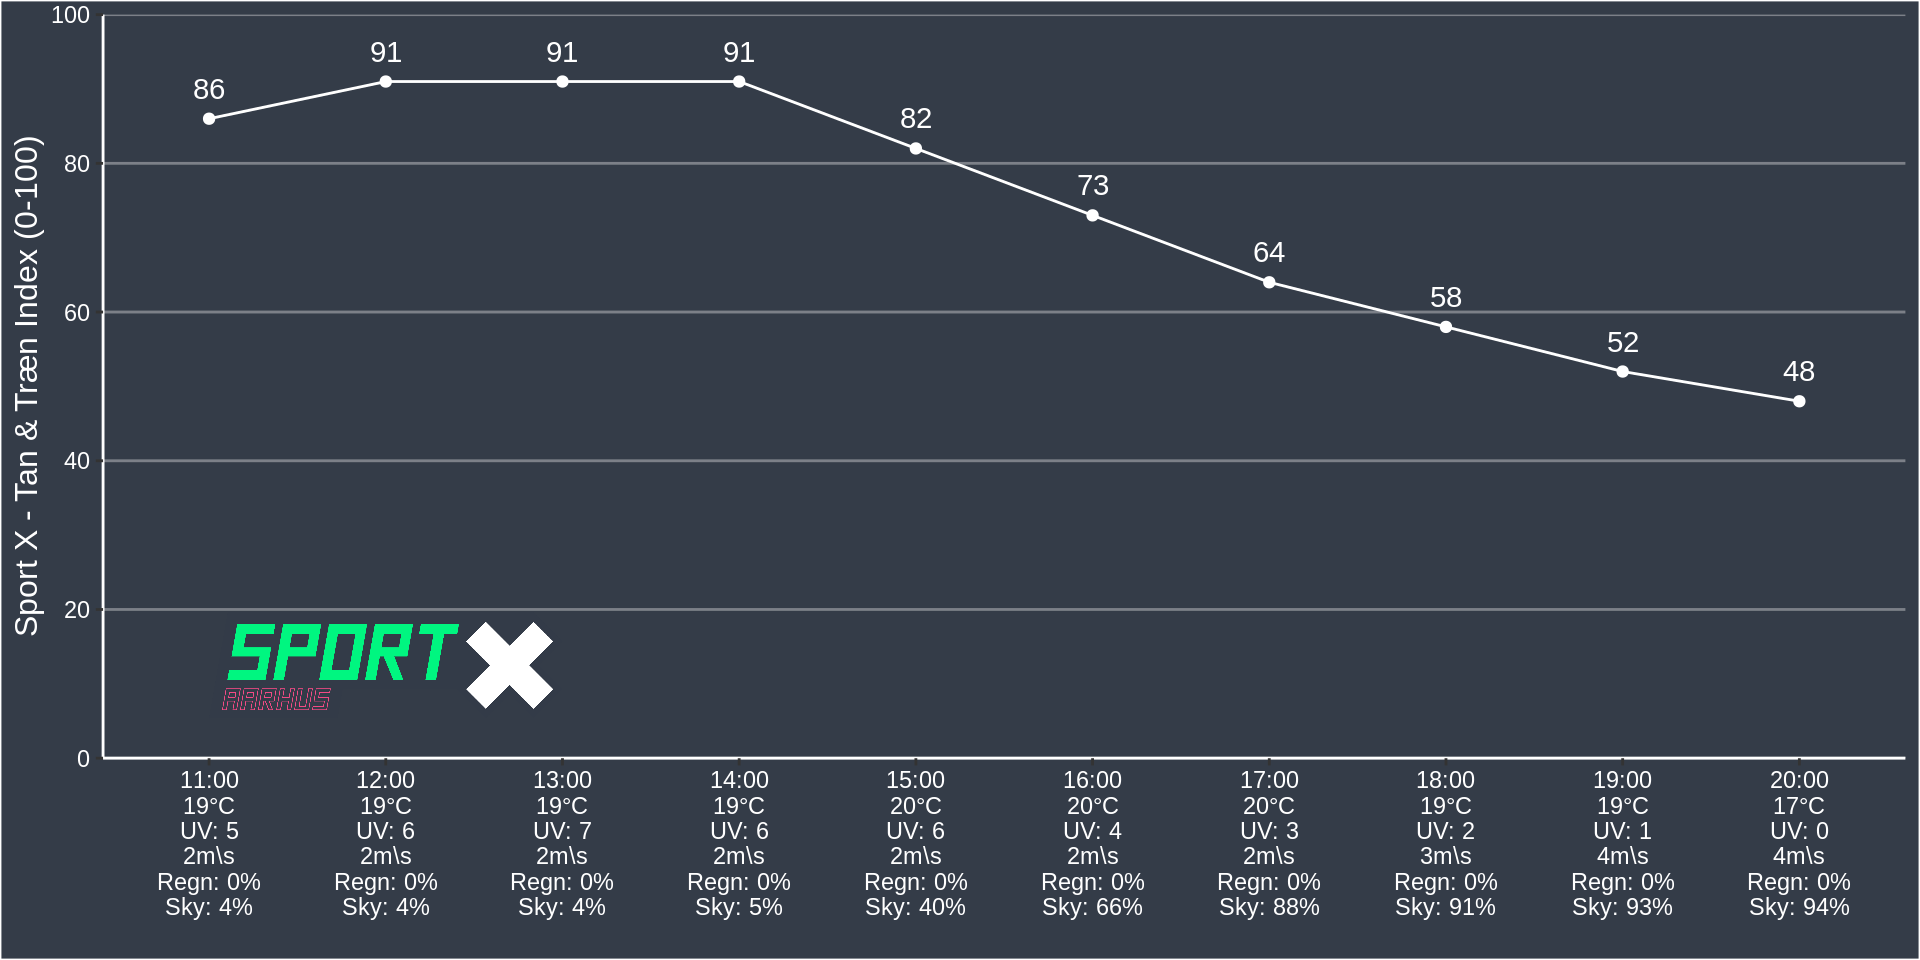 Sport X - Tan & Træn Index (0-100)
100
80
60
40
20
0
86
91
91
91
82
73
64
58
52
48
SPORT X
AARHUS
11:00 12:00 13:00 14:00 15:00 16:00 17:00 18:00 19:00 20:00
19°C 19°C 19°C 19°C 20°C 20°C 20°C 19°C 19°C 17°C
UV: 5 UV: 6 UV: 7 UV: 6 UV: 6 UV: 4 UV: 3 UV: 2 UV: 1 UV: 0
2m\s 2m\s 2m\s 2m\s 2m\s 2m\s 2m\s 3m\s 4m\s 4m\s
Regn: 0% Regn: 0% Regn: 0% Regn: 0% Regn: 0% Regn: 0% Regn: 0% Regn: 0% Regn: 0% Regn: 0%
Sky: 4% Sky: 4% Sky: 4% Sky: 5% Sky: 40% Sky: 66% Sky: 88% Sky: 91% Sky: 93% Sky: 94%